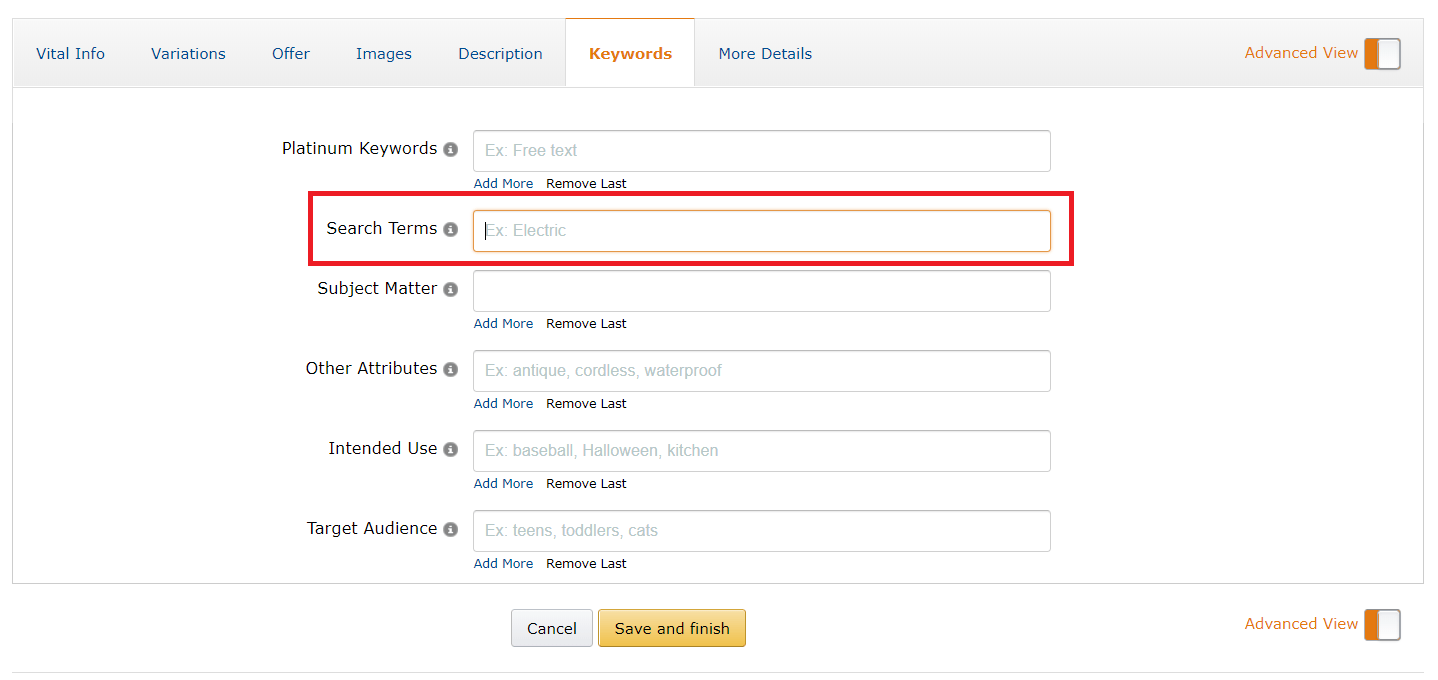 Vital Info Variations Offer Images Description Keywords More Details Advanced View
Platinum Keywords Ex: Free text
Add More Remove Last
Search Terms Ex: Electric
Subject Matter
Add More Remove Last
Other Attributes Ex: antique, cordless, waterproof
Add More Remove Last
Intended Use Ex: baseball, Halloween, kitchen
Add More Remove Last
Target Audience Ex: teens, toddlers, cats
Add More Remove Last
Cancel Save and finish Advanced View